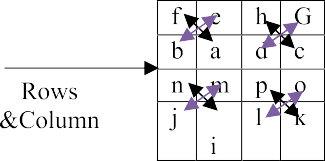 f e h G
b a d c
n m p o
j l k
i
Rows
&Column